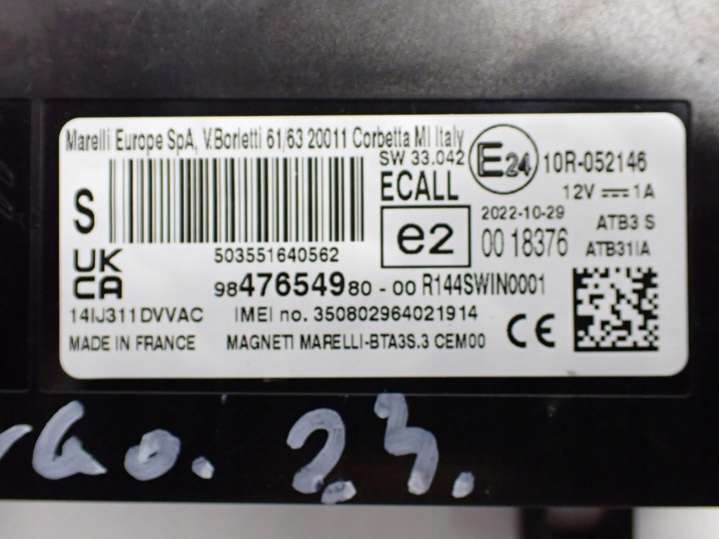 Marelli Europe SpA, V.Borletti 61/63 20011 Corbetta MI Italy
SW 33.042
E24 10R-052146
S
ECALL
12V 1A
e2
2022-10-29
00 18376
ATB3 S
ATB31IA
503551640562
UK
CA
9847654980-00 R144SWIN0001
14IJ311DVVAC
IMEI no. 350802964021914
CE
MADE IN FRANCE
MAGNETI MARELLI-BTA3S.3 CEM00
23.